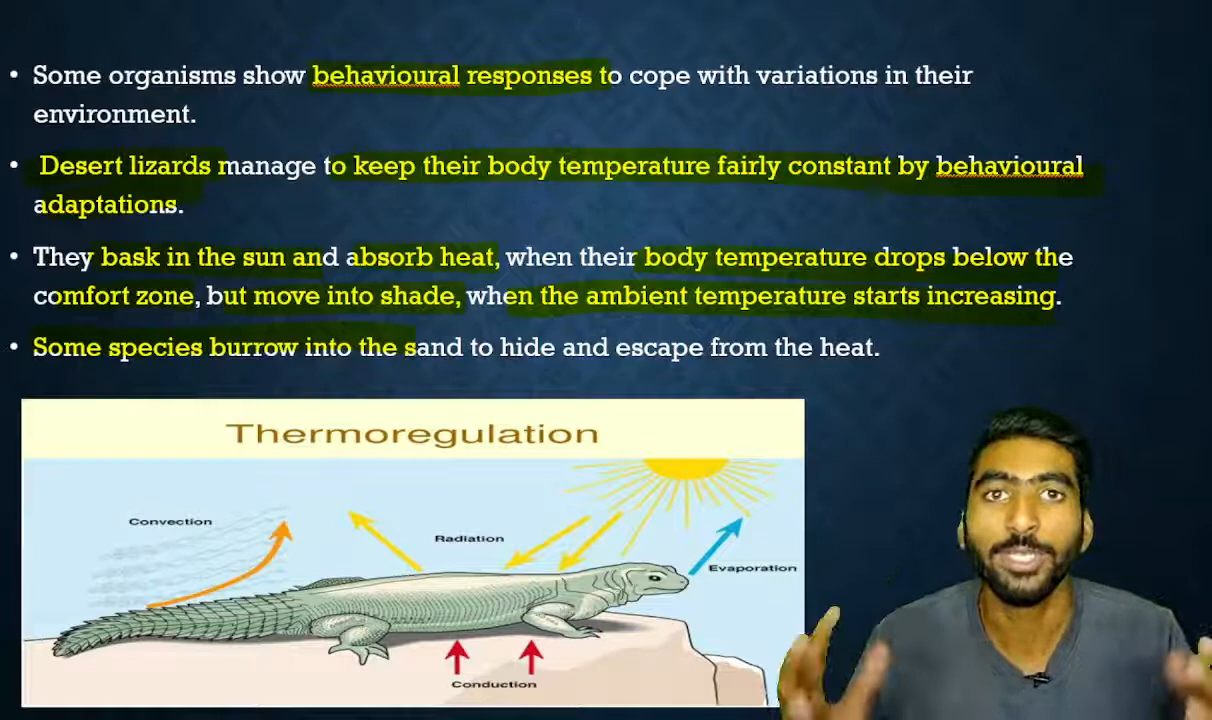 • Some organisms show behavioural responses to cope with variations in their
environment.
• Desert lizards manage to keep their body temperature fairly constant by behavioural
adaptations.
• They bask in the sun and absorb heat, when their body temperature drops below the
comfort zone, but move into shade, when the ambient temperature starts increasing.
• Some species burrow into the sand to hide and escape from the heat.
Thermoregulation
Convection
Radiation
Evaporation
Conduction